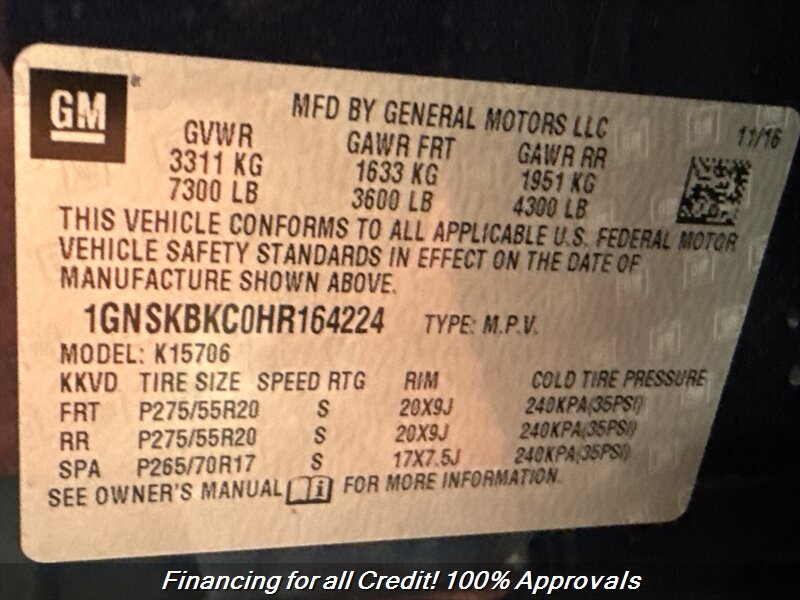 GM
MFD BY GENERAL MOTORS LLC
11/16
GVWR GAWR FRT GAWR RR
3311 KG 1633 KG 1951 KG
7300 LB 3600 LB 4300 LB
THIS VEHICLE CONFORMS TO ALL APPLICABLE U.S. FEDERAL MOTOR
VEHICLE SAFETY STANDARDS IN EFFECT ON THE DATE OF
MANUFACTURE SHOWN ABOVE.
1GNSKBKC0HR164224 TYPE: M.P.V.
MODEL: K15706
KKVD TIRE SIZE SPEED RTG RIM COLD TIRE PRESSURE
FRT P275/55R20 S 20X9J 240KPA(35PSI)
RR P275/55R20 S 20X9J 240KPA(35PSI)
SPA P265/70R17 S 17X7.5J 240KPA(35PSI)
SEE OWNER'S MANUAL i FOR MORE INFORMATION.
Financing for all Credit! 100% Approvals